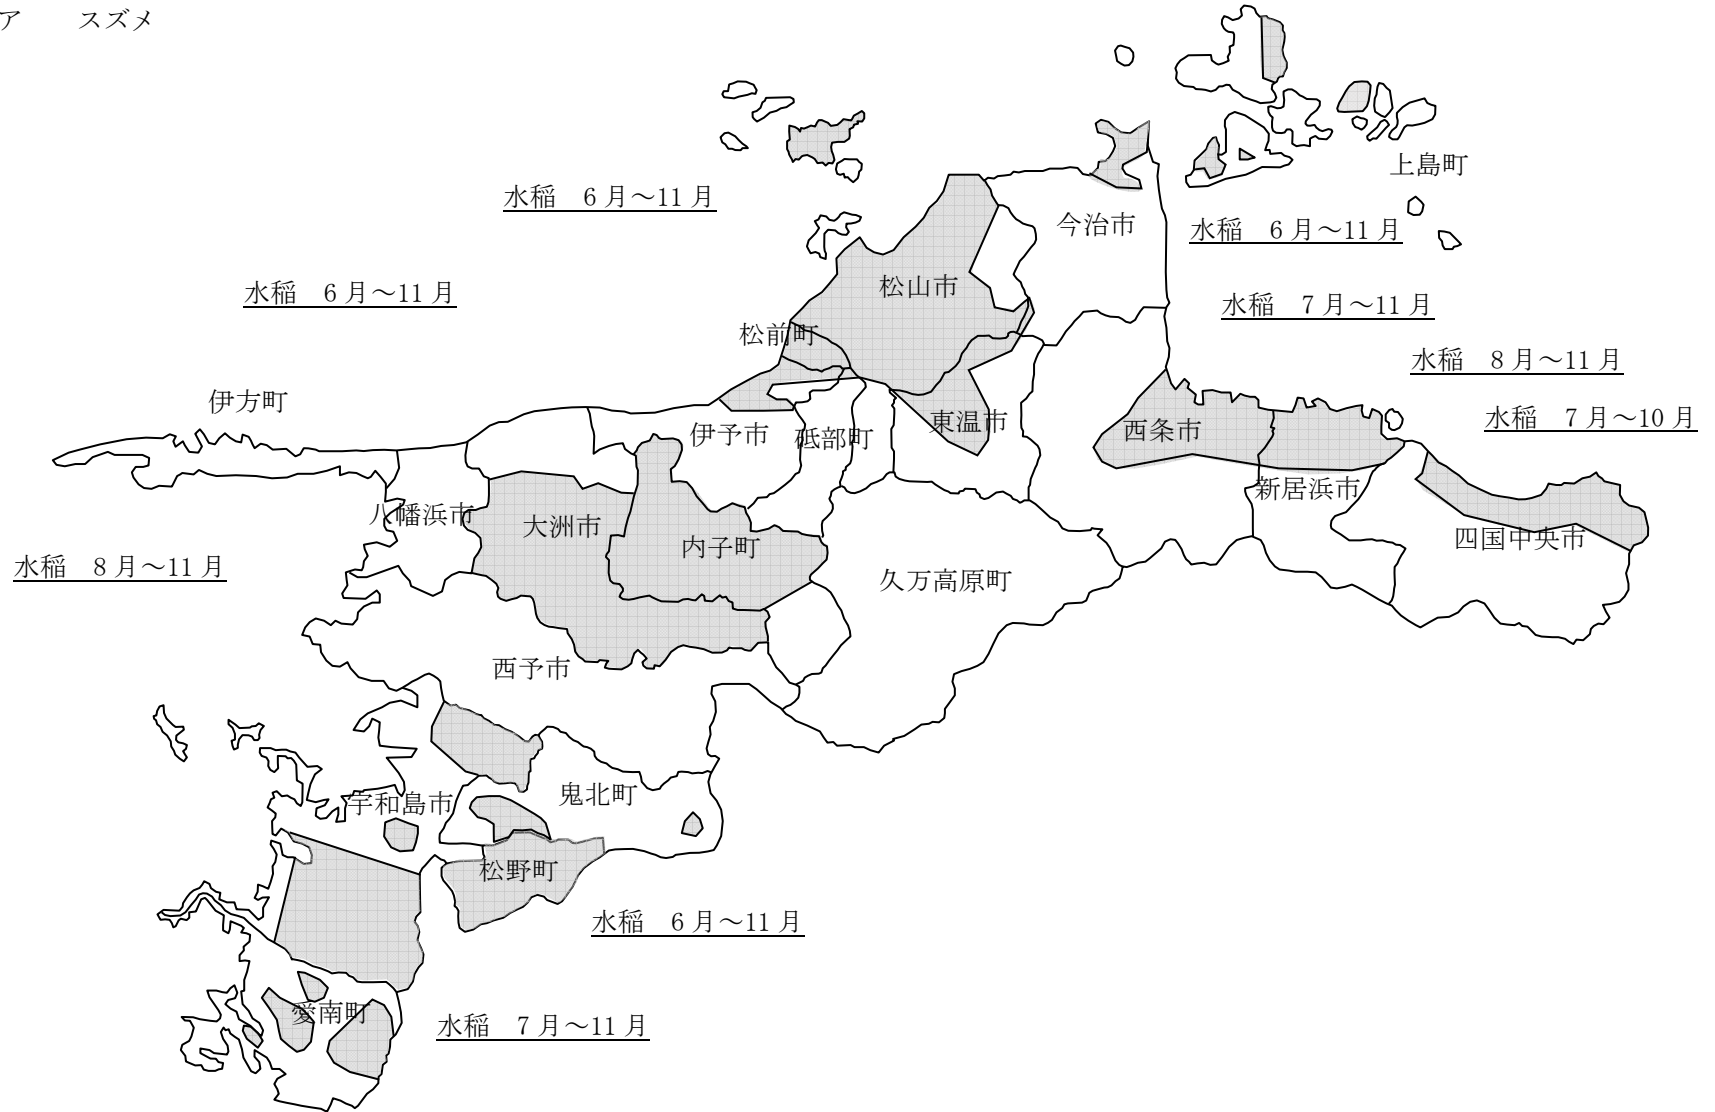 ア　　スズメ
上島町
水稲　６月～11月
今治市
水稲　６月～11月
松山市
水稲　６月～11月
水稲　７月～11月
松前町
水稲　８月～11月
伊方町
水稲　７月～10月
伊予市
砥部町
東温市
西条市
新居浜市
八幡浜市
大洲市
内子町
四国中央市
水稲　８月～11月
久万高原町
西予市
宇和島市
鬼北町
松野町
水稲　６月～11月
愛南町
水稲　７月～11月